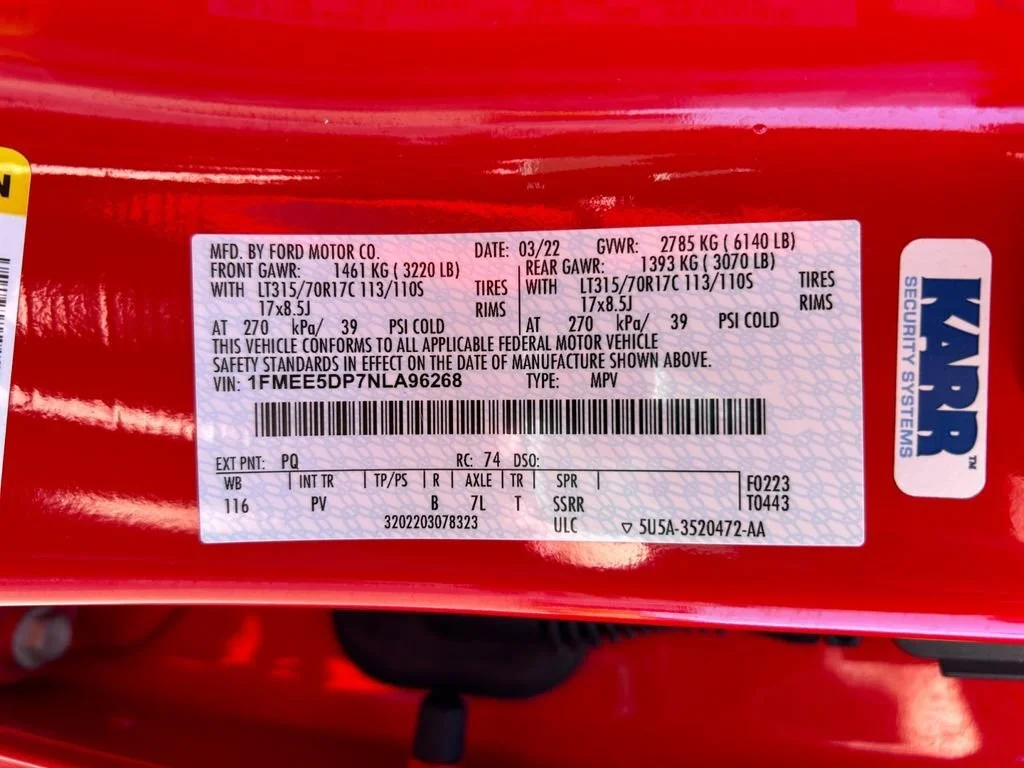 N
MFD. BY FORD MOTOR CO. DATE: 03/22 GVWR: 2785 KG ( 6140 LB)
FRONT GAWR: 1461 KG ( 3220 LB) REAR GAWR: 1393 KG ( 3070 LB)
WITH LT315/70R17C 113/110S TIRES WITH LT315/70R17C 113/110S TIRES
17x8.5J RIMS 17x8.5J RIMS
AT 270 kPa/ 39 PSI COLD AT 270 kPa/ 39 PSI COLD
THIS VEHICLE CONFORMS TO ALL APPLICABLE FEDERAL MOTOR VEHICLE
SAFETY STANDARDS IN EFFECT ON THE DATE OF MANUFACTURE SHOWN ABOVE.
VIN: 1FMEE5DP7NLA96268 TYPE: MPV
EXT PNT: PQ RC: 74 DSO:
WB INT TR TP/PS R AXLE TR SPR F0223
116 PV B 7L T SSRR T0443
3202203078323 ULC ▽ 5U5A-3520472-AA
KARR™
SECURITY SYSTEMS